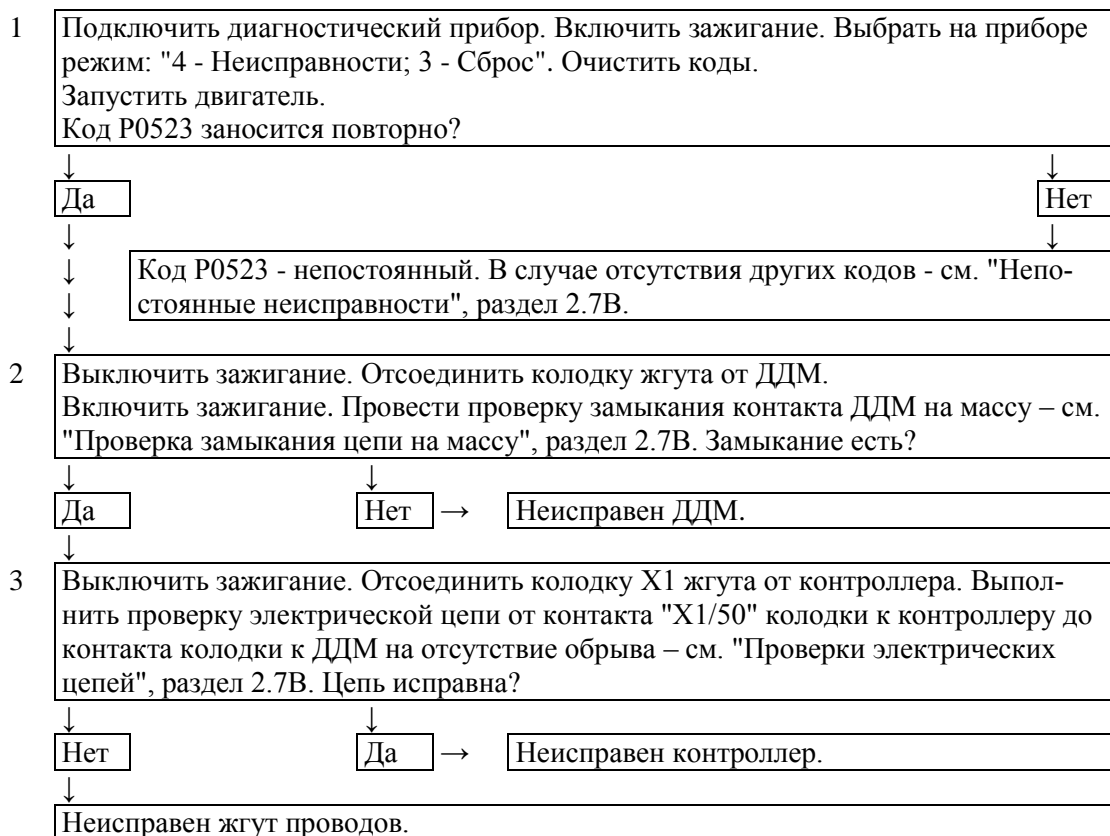 1 Подключить диагностический прибор. Включить зажигание. Выбрать на приборе
режим: "4 - Неисправности; 3 - Сброс". Очистить коды.
Запустить двигатель.
Код Р0523 заносится повторно?
↓ ↓
Да Нет
↓ ↓
↓ Код Р0523 - непостоянный. В случае отсутствия других кодов - см. "Непо-
↓ стоянные неисправности", раздел 2.7В.
↓
2 Выключить зажигание. Отсоединить колодку жгута от ДДМ.
Включить зажигание. Провести проверку замыкания контакта ДДМ на массу – см.
"Проверка замыкания цепи на массу", раздел 2.7В. Замыкание есть?
↓ ↓
Да Нет → Неисправен ДДМ.
↓
3 Выключить зажигание. Отсоединить колодку Х1 жгута от контроллера. Выпол-
нить проверку электрической цепи от контакта "Х1/50" колодки к контроллеру до
контакта колодки к ДДМ на отсутствие обрыва – см. "Проверки электрических
цепей", раздел 2.7В. Цепь исправна?
↓ ↓
Нет Да → Неисправен контроллер.
↓
Неисправен жгут проводов.